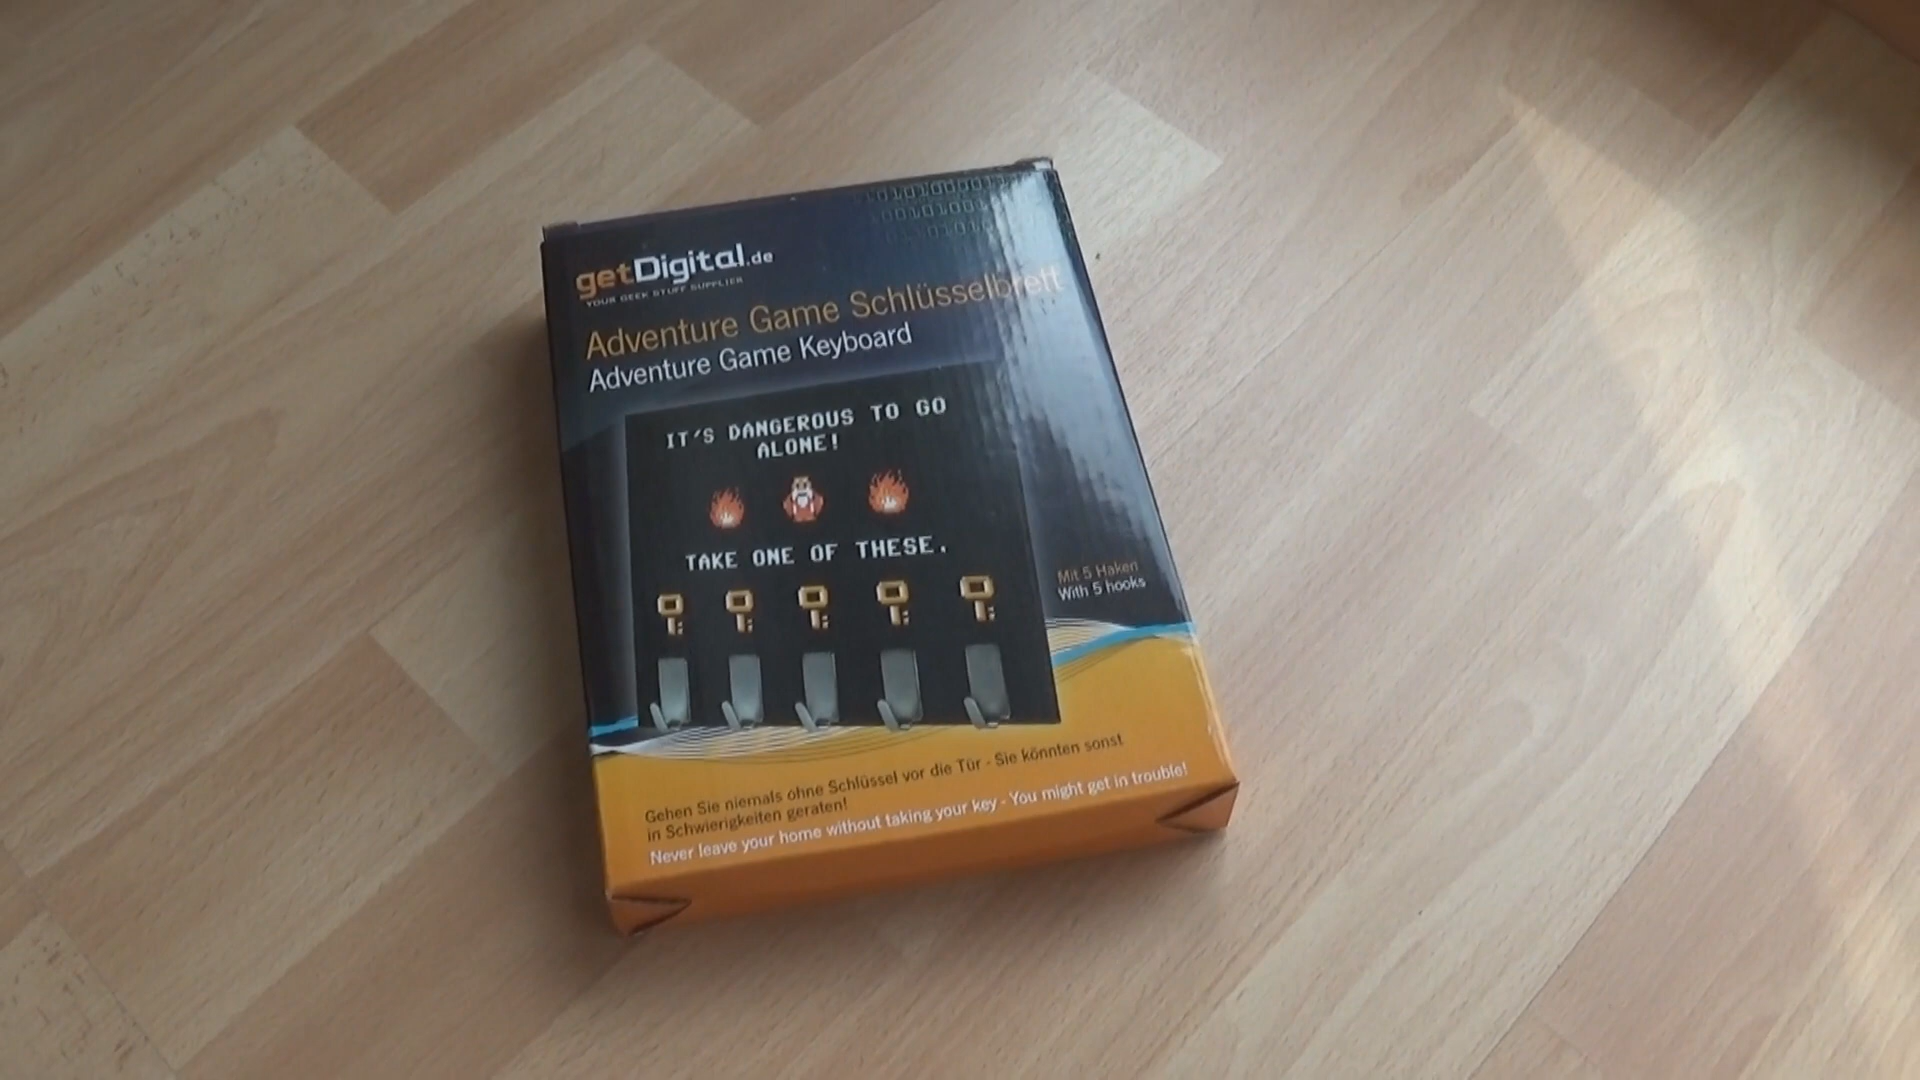 getDigital.de
YOUR GEEK STUFF SUPPLIER
Adventure Game Schlüsselbrett
Adventure Game Keyboard
IT'S DANGEROUS TO GO
ALONE!
TAKE ONE OF THESE.
Mit 5 Haken
With 5 hooks
Gehen Sie niemals ohne Schlüssel vor die Tür - Sie könnten sonst
in Schwierigkeiten geraten!
Never leave your home without taking your key - You might get in trouble!